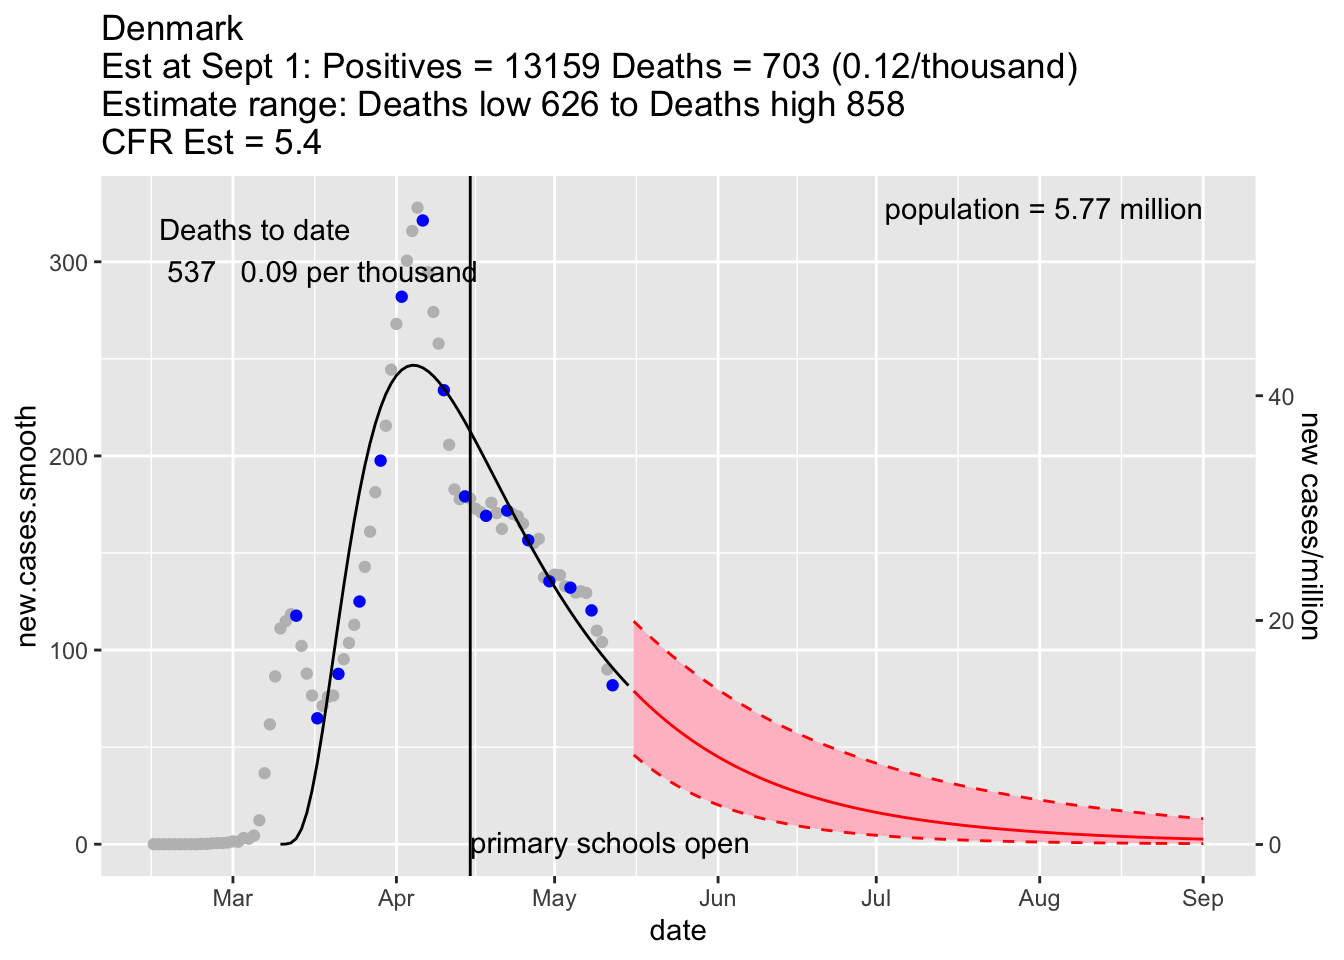 Denmark
Est at Sept 1: Positives = 13159 Deaths = 703 (0.12/thousand)
Estimate range: Deaths low 626 to Deaths high 858
CFR Est = 5.4
Deaths to date
537 0.09 per thousand
population = 5.77 million
300
200
100
0
new.cases.smooth
40
20
0
new cases/million
primary schools open
Mar Apr May Jun Jul Aug Sep
date